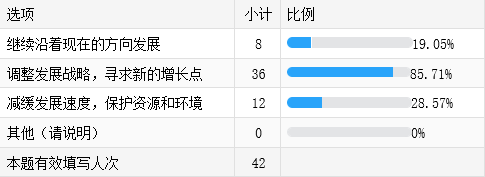 选项 小计 比例
继续沿着现在的方向发展 8 19.05%
调整发展战略，寻求新的增长点 36 85.71%
减缓发展速度，保护资源和环境 12 28.57%
其他（请说明） 0 0%
本题有效填写人次 42